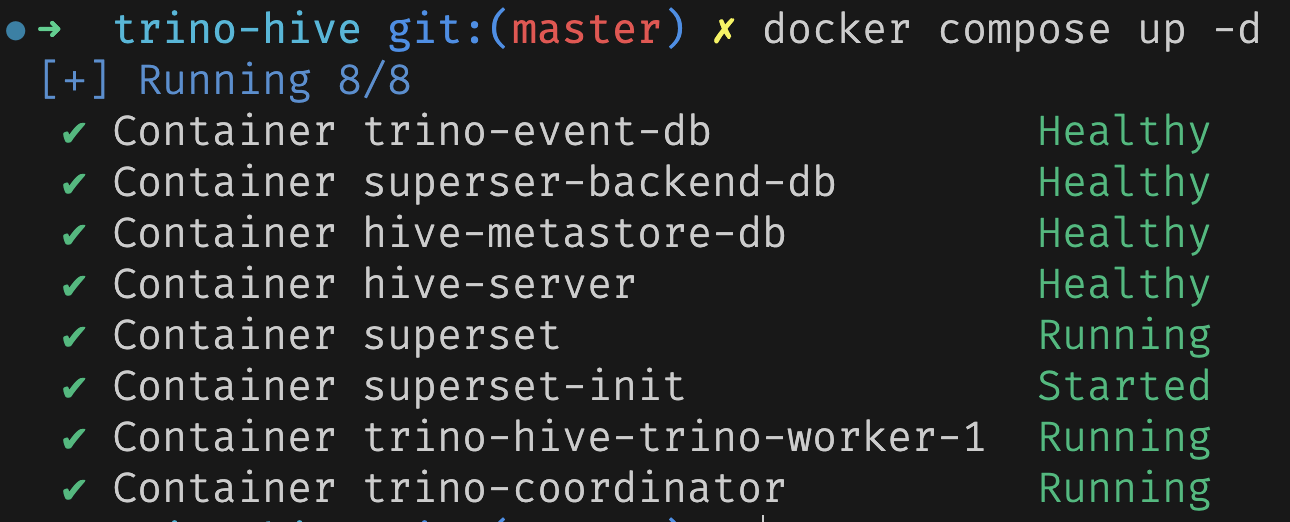 ➜ trino-hive git:(master) ✗ docker compose up -d
[+] Running 8/8
✔ Container trino-event-db Healthy
✔ Container superser-backend-db Healthy
✔ Container hive-metastore-db Healthy
✔ Container hive-server Healthy
✔ Container superset Running
✔ Container superset-init Started
✔ Container trino-hive-trino-worker-1 Running
✔ Container trino-coordinator Running